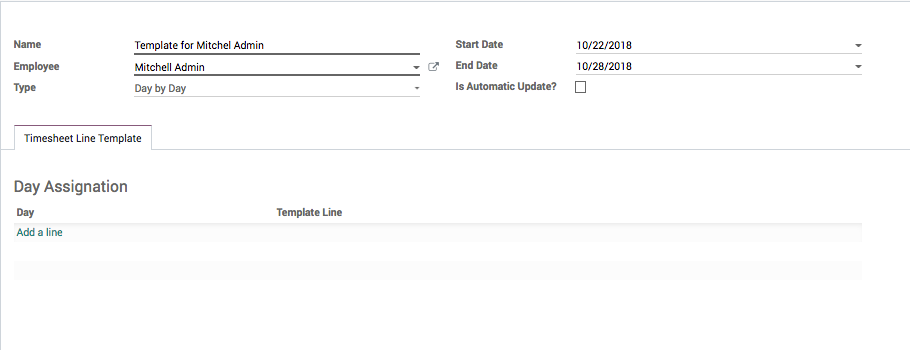 Name Template for Mitchel Admin
Employee Mitchell Admin
Type Day by Day
Start Date 10/22/2018
End Date 10/28/2018
Is Automatic Update?
Timesheet Line Template
Day Assignation
Day Template Line
Add a line